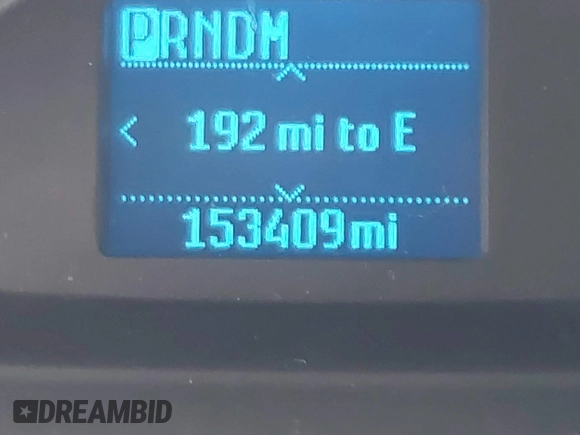 PRNDM
< 192 mi to E
153409mi
DREAMBID